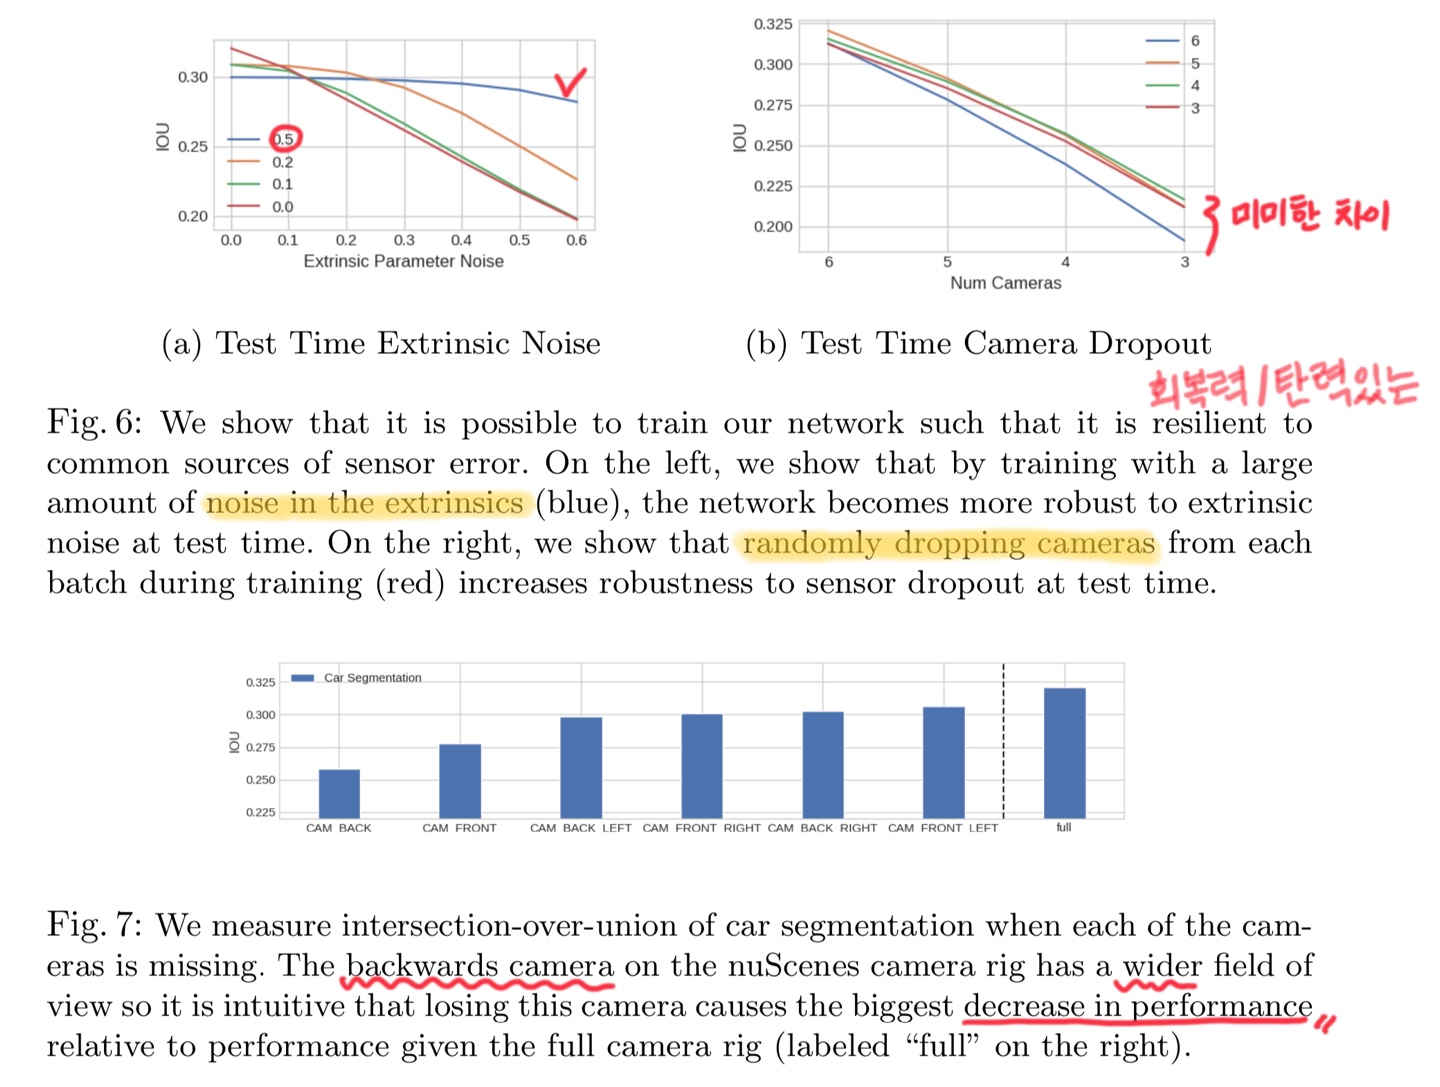 0.30
0.25
0.20
IOU
0.5
0.2
0.1
0.0
0.0 0.1 0.2 0.3 0.4 0.5 0.6
Extrinsic Parameter Noise
(a) Test Time Extrinsic Noise
0.325
0.300
0.275
0.250
0.225
0.200
IOU
6
5
4
3
6 5 4 3
Num Cameras
미미한 차이
(b) Test Time Camera Dropout
회복력/탄력있는
Fig. 6: We show that it is possible to train our network such that it is resilient to
common sources of sensor error. On the left, we show that by training with a large
amount of noise in the extrinsics (blue), the network becomes more robust to extrinsic
noise at test time. On the right, we show that randomly dropping cameras from each
batch during training (red) increases robustness to sensor dropout at test time.
Car Segmentation
0.325
0.300
0.275
0.250
0.225
IOU
CAM BACK CAM FRONT CAM BACK LEFT CAM FRONT RIGHT CAM BACK RIGHT CAM FRONT LEFT full
Fig. 7: We measure intersection-over-union of car segmentation when each of the cam-
eras is missing. The backwards camera on the nuScenes camera rig has a wider field of
view so it is intuitive that losing this camera causes the biggest decrease in performance
relative to performance given the full camera rig (labeled “full” on the right).